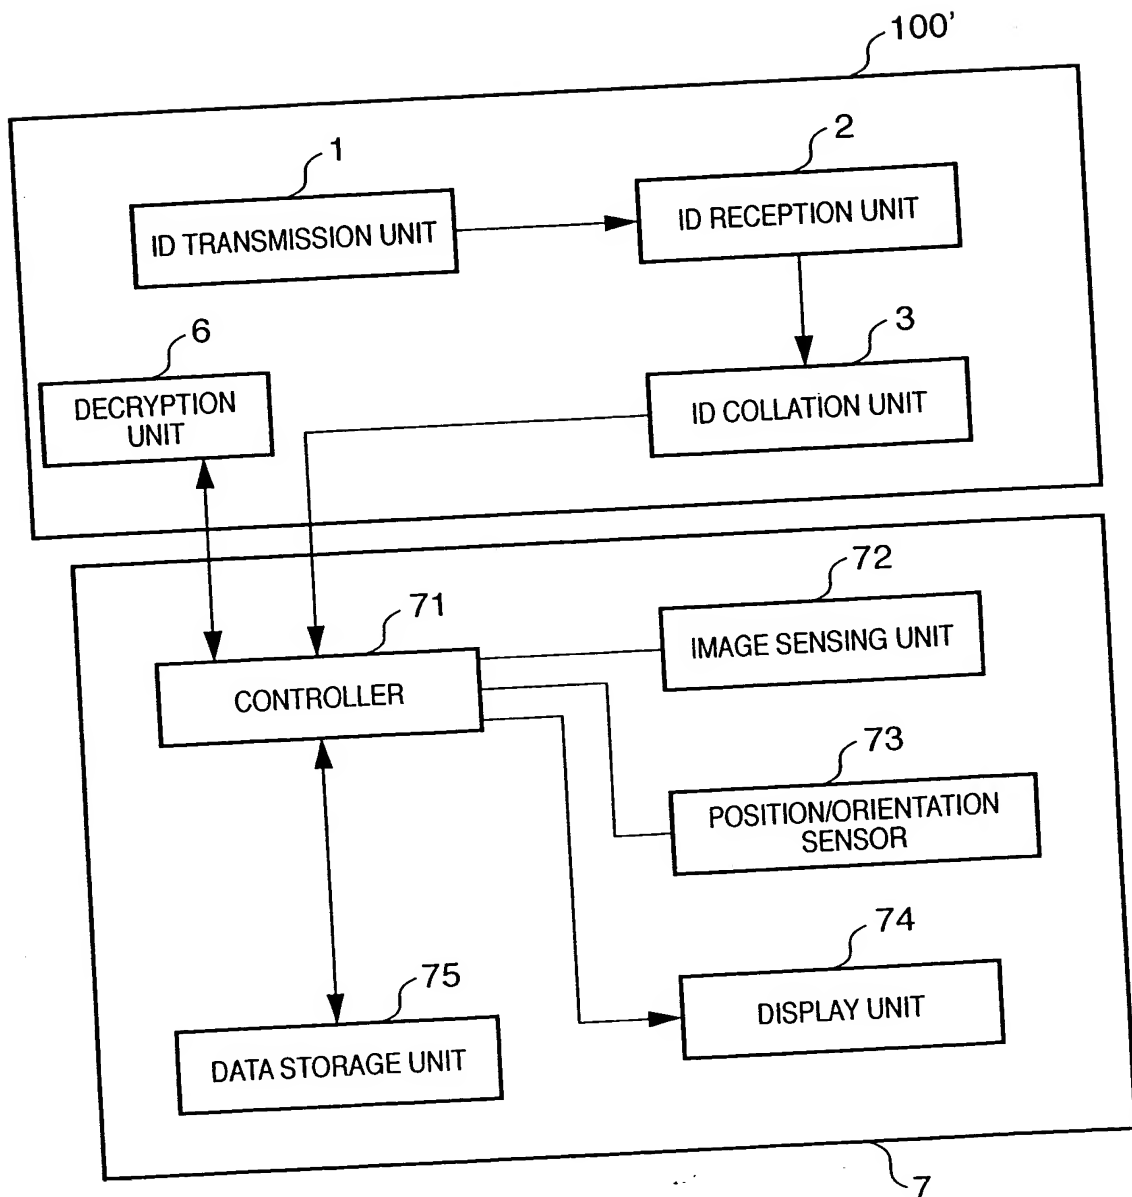 100'
1
2
ID TRANSMISSION UNIT
ID RECEPTION UNIT
6
3
DECRYPTION
UNIT
ID COLLATION UNIT
71
72
CONTROLLER
IMAGE SENSING UNIT
73
POSITION/ORIENTATION
SENSOR
75
74
DATA STORAGE UNIT
DISPLAY UNIT
7